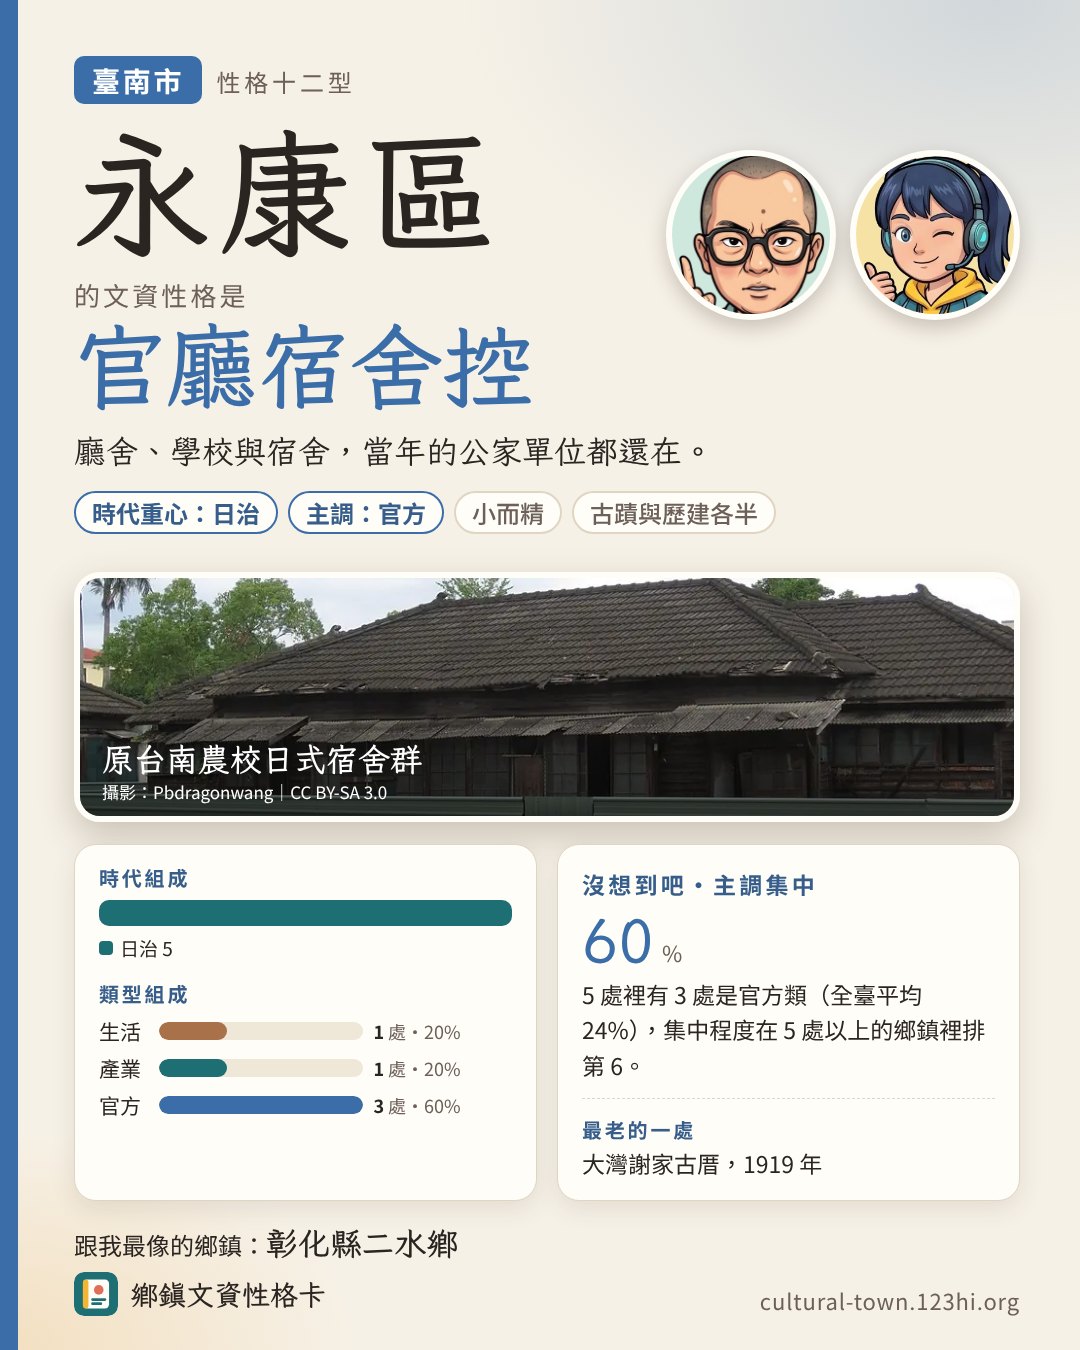 臺南市 性格十二型
永康區
的文資性格是
官廳宿舍控
廳舍、學校與宿舍，當年的公家單位都還在。
時代重心：日治 主調：官方 小而精 古蹟與歷建各半
原台南農校日式宿舍群
攝影：Pbdragonwang｜CC BY-SA 3.0
時代組成
日治 5
類型組成
生活 1 處・20%
產業 1 處・20%
官方 3 處・60%
沒想到吧・主調集中
60 %
5 處裡有 3 處是官方類（全臺平均
24%），集中程度在 5 處以上的鄉鎮裡排
第 6。
最老的一處
大灣謝家古厝，1919 年
跟我最像的鄉鎮：彰化縣二水鄉
鄉鎮文資性格卡
cultural-town.123hi.org